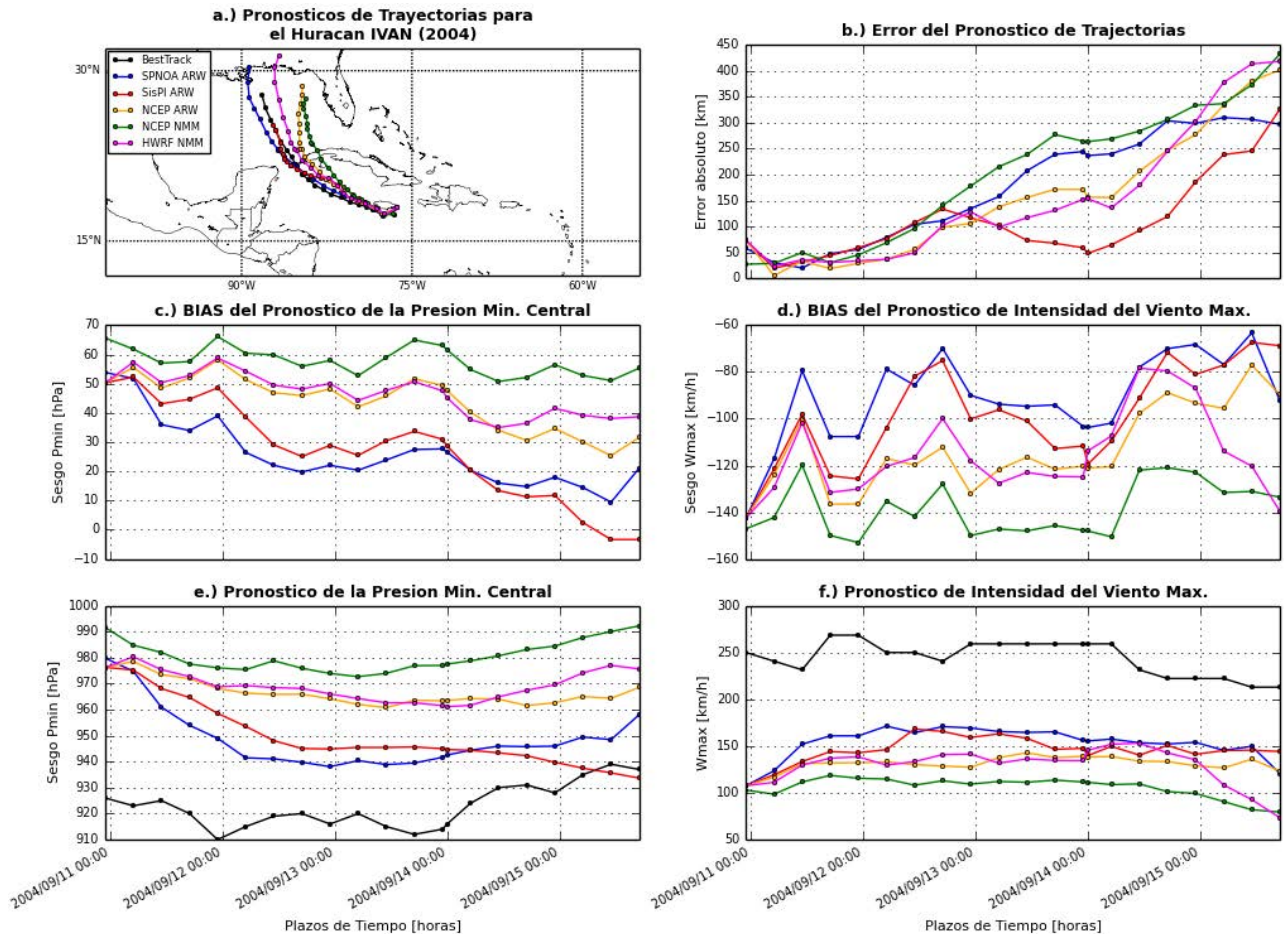 a.) Pronosticos de Trayectorias para
el Huracan IVAN (2004)
BestTrack
SPNOA ARW
SisPI ARW
NCEP ARW
NCEP NMM
HWRF NMM
30°N
15°N
90°W
75°W
60°W
b.) Error del Pronostico de Trajectorias
Error absoluto [km]
450
400
350
300
250
200
150
100
50
0
c.) BIAS del Pronostico de la Presion Min. Central
Sesgo Pmin [hPa]
70
60
50
40
30
20
10
0
−10
d.) BIAS del Pronostico de Intensidad del Viento Max.
Sesgo Wmax [km/h]
−60
−80
−100
−120
−140
−160
e.) Pronostico de la Presion Min. Central
Sesgo Pmin [hPa]
1000
990
980
970
960
950
940
930
920
910
2004/09/11 00:00
2004/09/12 00:00
2004/09/13 00:00
2004/09/14 00:00
2004/09/15 00:00
Plazos de Tiempo [horas]
f.) Pronostico de Intensidad del Viento Max.
Wmax [km/h]
300
250
200
150
100
50
2004/09/11 00:00
2004/09/12 00:00
2004/09/13 00:00
2004/09/14 00:00
2004/09/15 00:00
Plazos de Tiempo [horas]